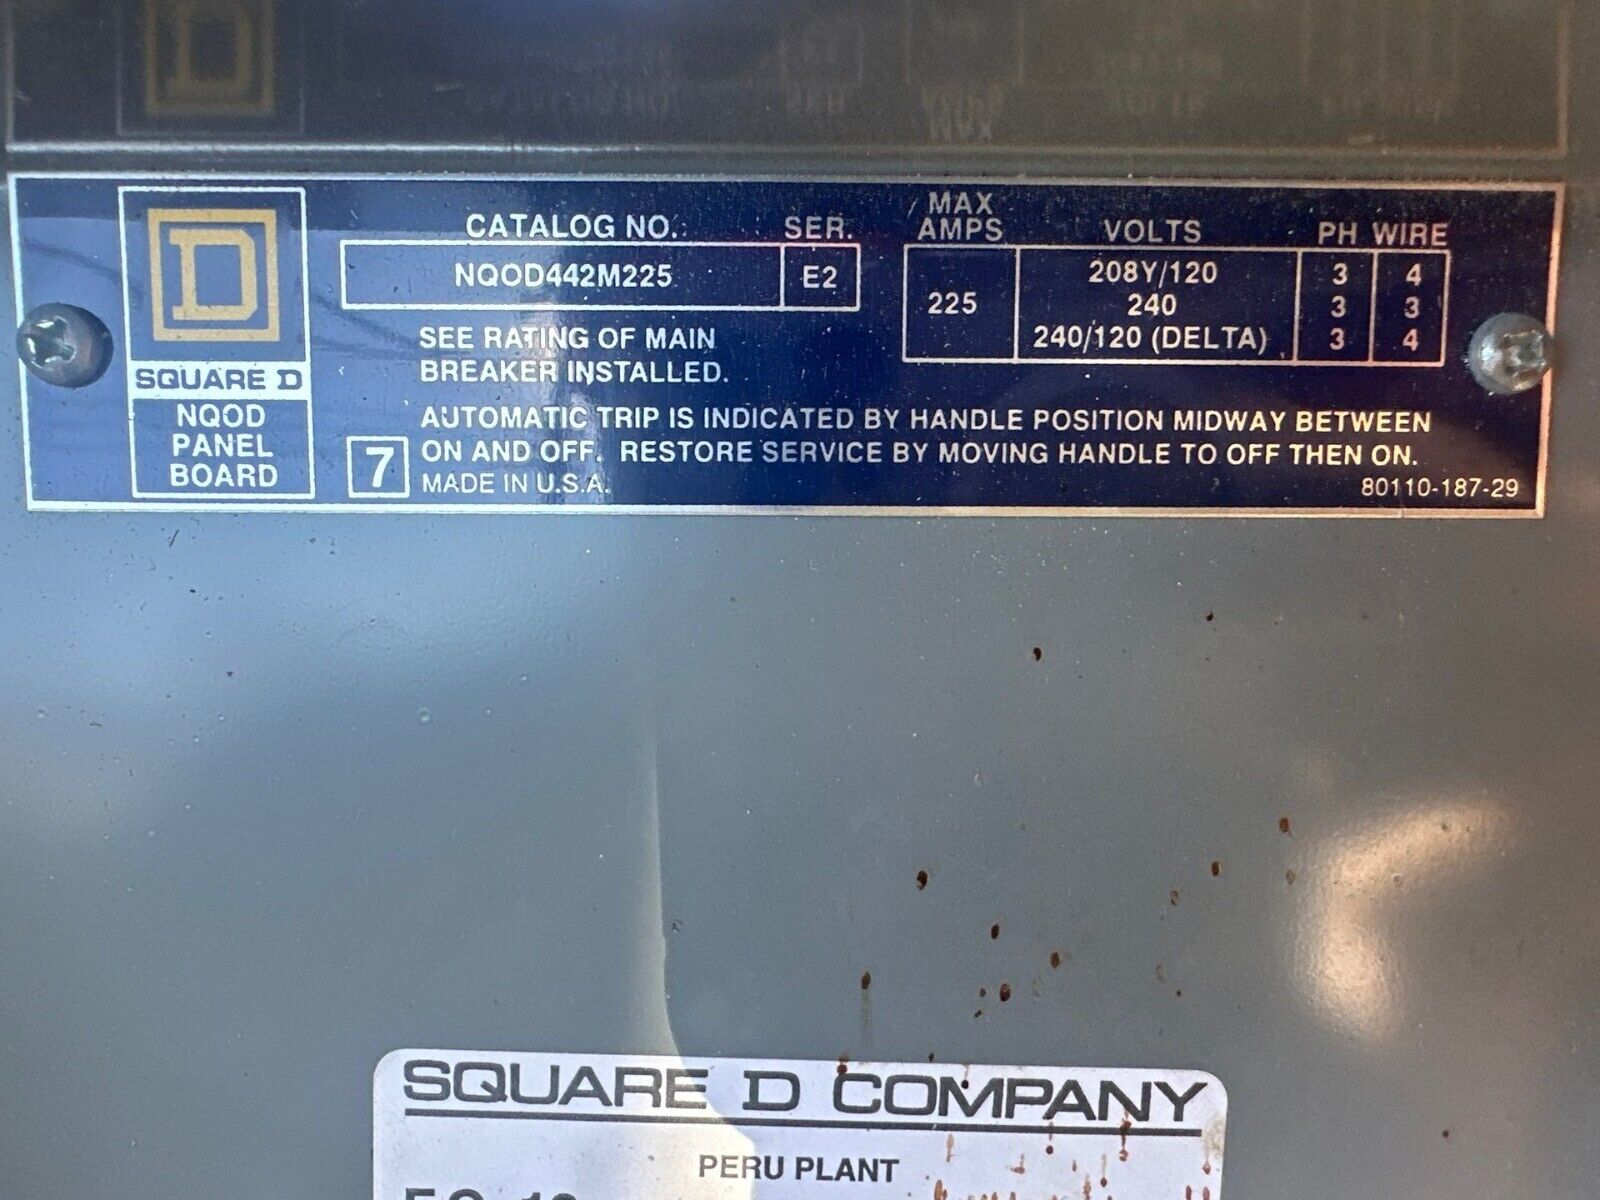 CATALOG NO. SER.
NQOD442M225 E2
SEE RATING OF MAIN
BREAKER INSTALLED.
MAX
AMPS VOLTS PH WIRE
225
208Y/120 3 4
240 3 3
240/120 (DELTA) 3 4
D
SQUARE D
NQOD
PANEL
BOARD
AUTOMATIC TRIP IS INDICATED BY HANDLE POSITION MIDWAY BETWEEN
ON AND OFF. RESTORE SERVICE BY MOVING HANDLE TO OFF THEN ON.
7
MADE IN U.S.A. 80110-187-29
SQUARE D COMPANY
PERU PLANT